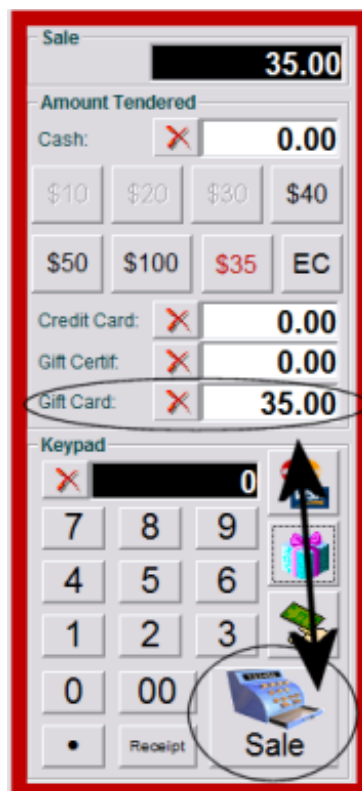 Sale
35.00
Amount Tendered
Cash: 0.00
$10 $20 $30 $40
$50 $100 $35 EC
Credit Card: 0.00
Gift Certif: 0.00
Gift Card: 35.00
Keypad
0
7 8 9
4 5 6
1 2 3
0 00
. Receipt Sale